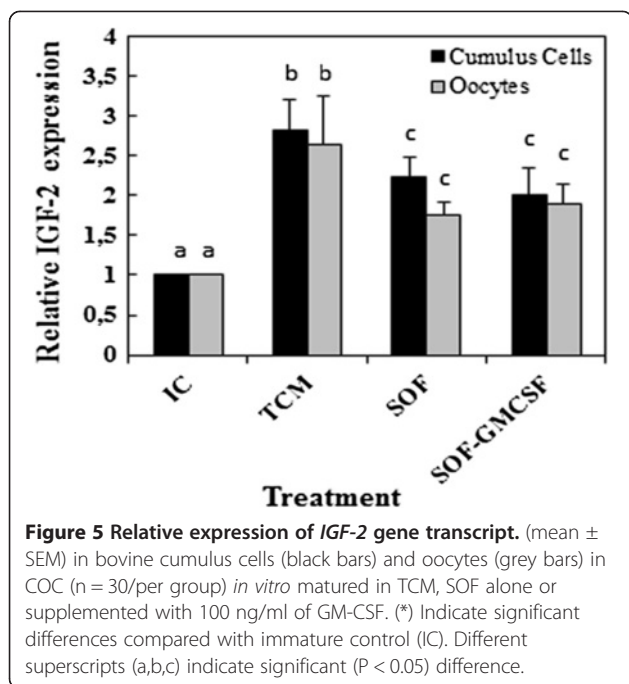 4
Cumulus Cells
3,5
b b
Oocytes
3
c
c c
2,5
c
2
1,5
a a
1
0,5
0
Relative IGF-2 expression
IC
TCM
SOF
SOF-GMCSF
Treatment
Figure 5 Relative expression of IGF-2 gene transcript. (mean ±
SEM) in bovine cumulus cells (black bars) and oocytes (grey bars) in
COC (n = 30/per group) in vitro matured in TCM, SOF alone or
supplemented with 100 ng/ml of GM-CSF. (*) Indicate significant
differences compared with immature control (IC). Different
superscripts (a,b,c) indicate significant (P < 0.05) difference.